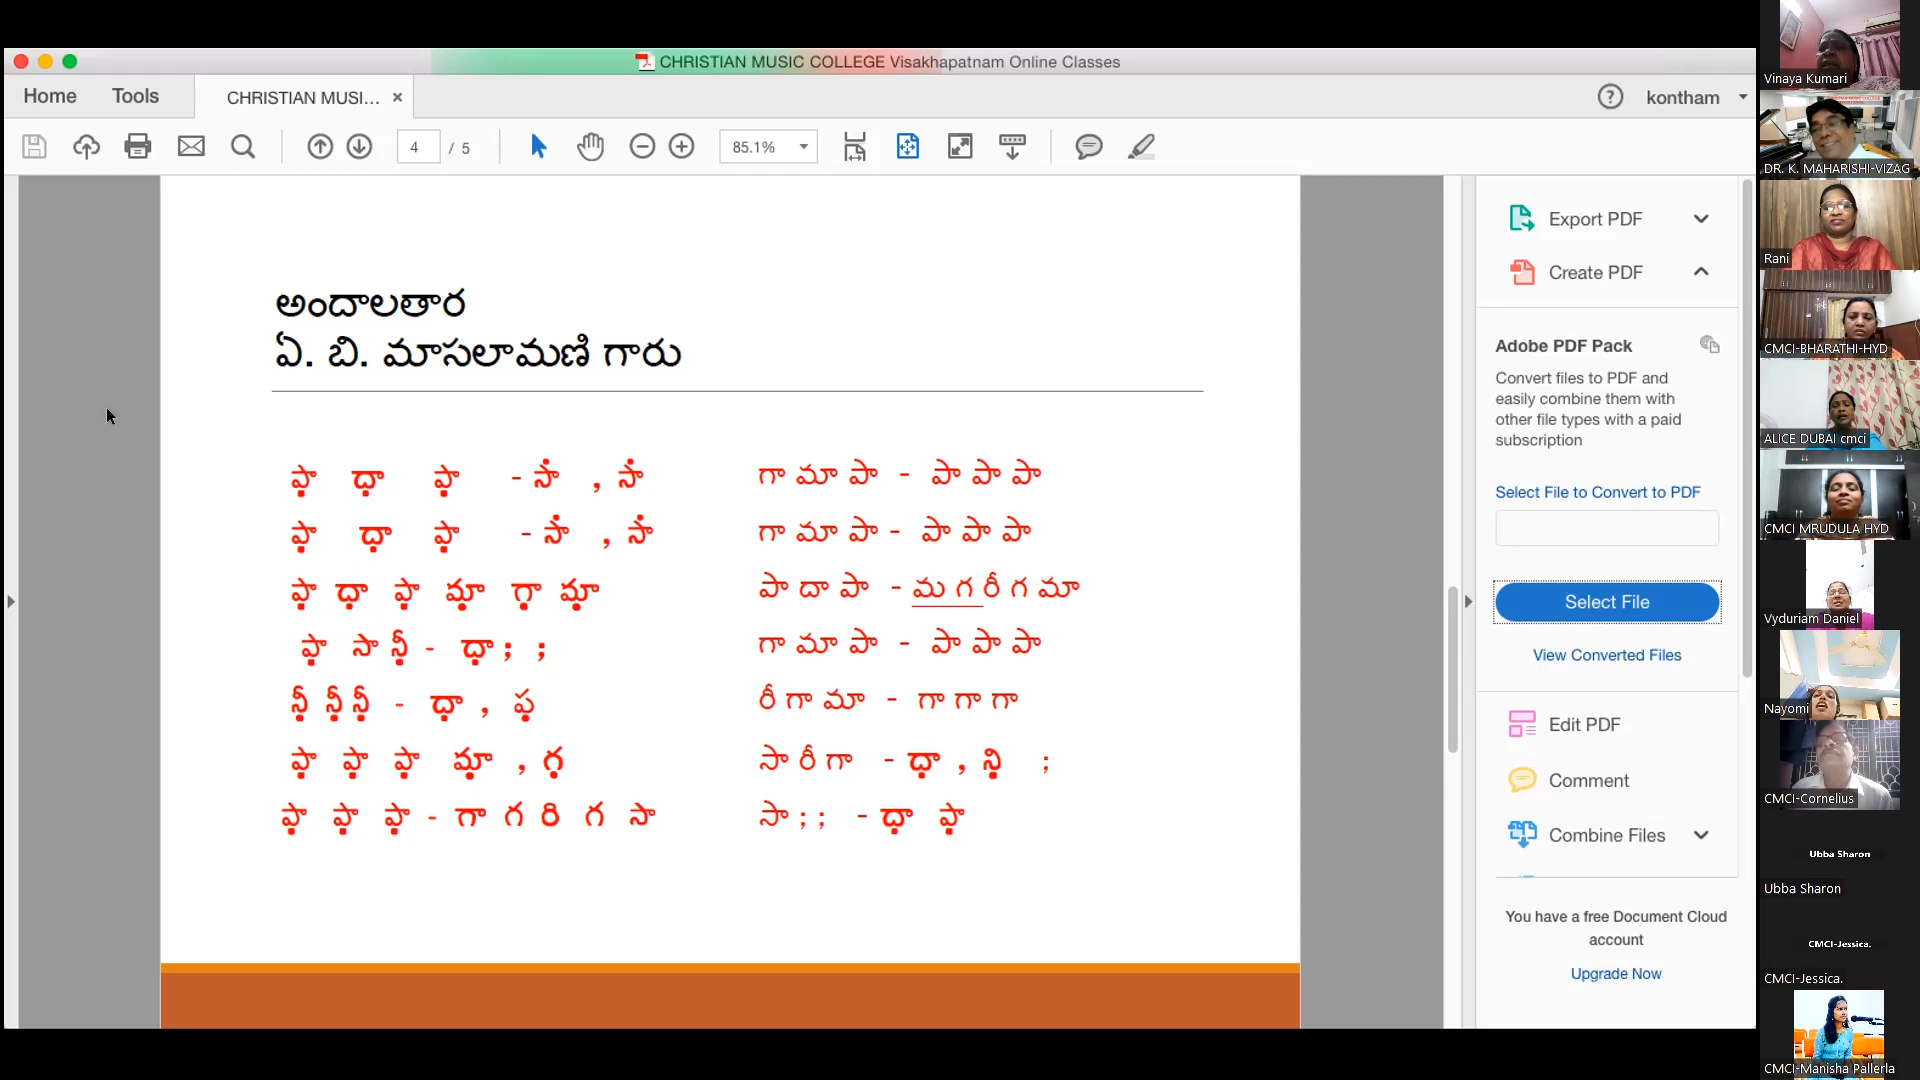 CHRISTIAN MUSIC COLLEGE Visakhapatnam Online Classes
Home Tools CHRISTIAN MUSI... × kontham
4 / 5 85.1%
అందాలతార
ఏ. బి. మాసలామణి గారు
ఫా ధా ఫా - సా , సా
ఫా ధా ఫా - సా , సా
ఫా ధా ఫా మా గా మా
ఫా సా నీ - ధా ; ;
నీ నీ నీ - ధా , ఫ
ఫా ఫా ఫా మా , గ
ఫా ఫా ఫా - గా గ రి గ సా
గా మా పా - పా పా పా
గా మా పా - పా పా పా
పా దా పా - మ గ రీ గ మా
గా మా పా - పా పా పా
రీ గా మా - గా గా గా
సా రీ గా - ధా , ని ;
సా ; ; - ధా ఫా
Export PDF
Create PDF
Adobe PDF Pack
Convert files to PDF and
easily combine them with
other file types with a paid
subscription
Select File to Convert to PDF
Select File
View Converted Files
Edit PDF
Comment
Combine Files
You have a free Document Cloud
account
Upgrade Now
Vinaya Kumari
DR. K. MAHARISHI-VIZAG
Rani
CMCI-BHARATHI-HYD
ALICE DUBAI cmci
CMCI MRUDULA HYD
Vyduriam Daniel
Nayomi
CMCI-Cornelius
Ubba Sharon
Ubba Sharon
CMCI-Jessica.
CMCI-Jessica.
CMCI-Manisha Pallerla